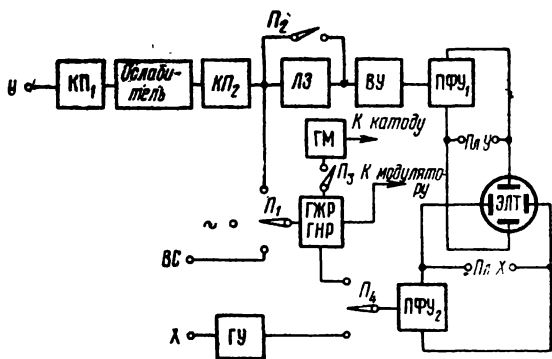 П₂
У
КП₁
Ослаби-
тель
КП₂
ЛЗ
ВУ
ПФУ₁
ГМ
К катоду
Пл У
П₃
К модулято-
ру
ЭЛТ
П₁
ГЖР
ГНР
~
ВС
Пл X
П₄
ПФУ₂
X
ГУ